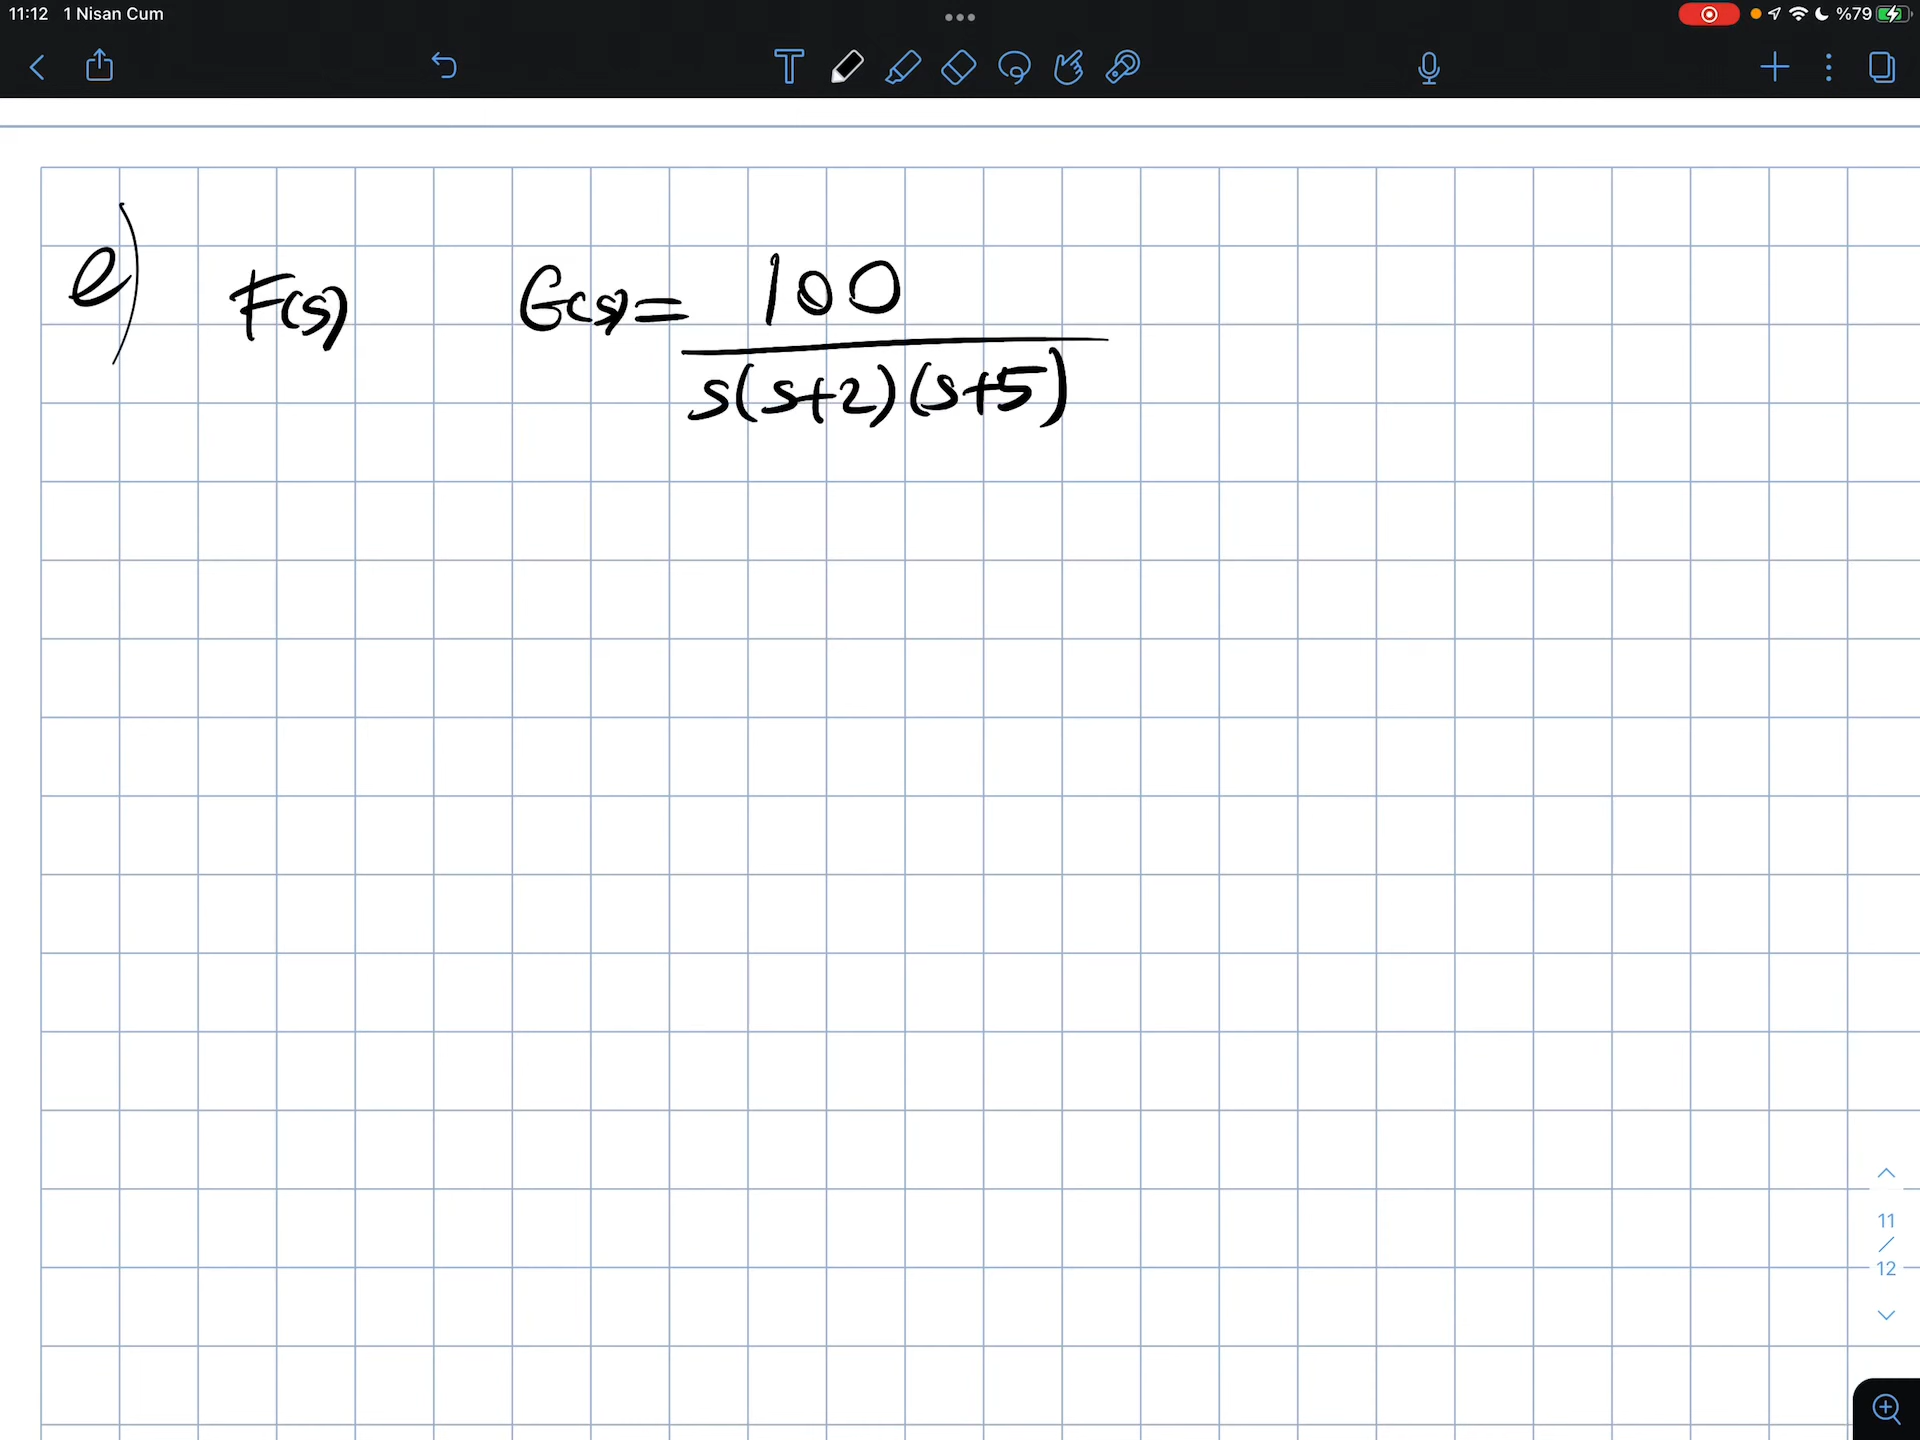 11:12 1 Nisan Cum
%79
e) F(s) G(s) = 100
s(s+2)(s+5)
11
/
12